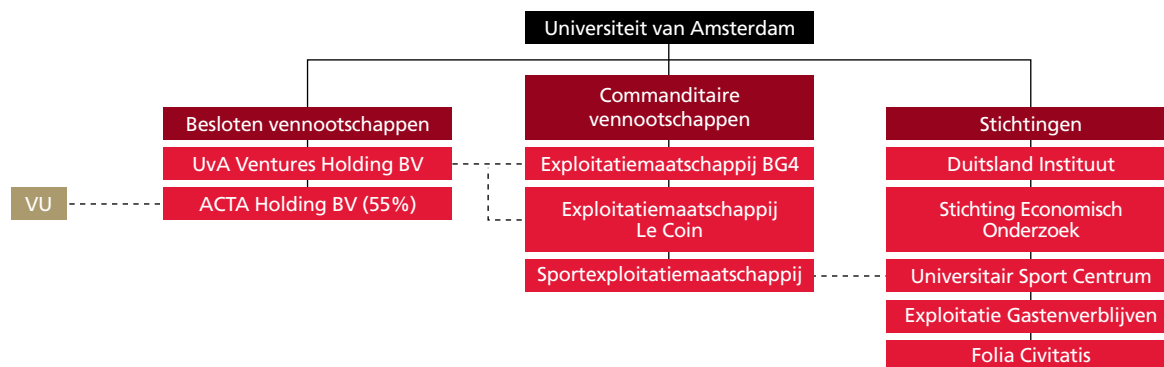 Universiteit van Amsterdam
Besloten vennootschappen
UvA Ventures Holding BV
VU
ACTA Holding BV (55%)
Commanditaire
vennootschappen
Exploitatiemaatschappij BG4
Exploitatiemaatschappij
Le Coin
Sportexploitatiemaatschappij
Stichtingen
Duitsland Instituut
Stichting Economisch
Onderzoek
Universitair Sport Centrum
Exploitatie Gastenverblijven
Folia Civitatis